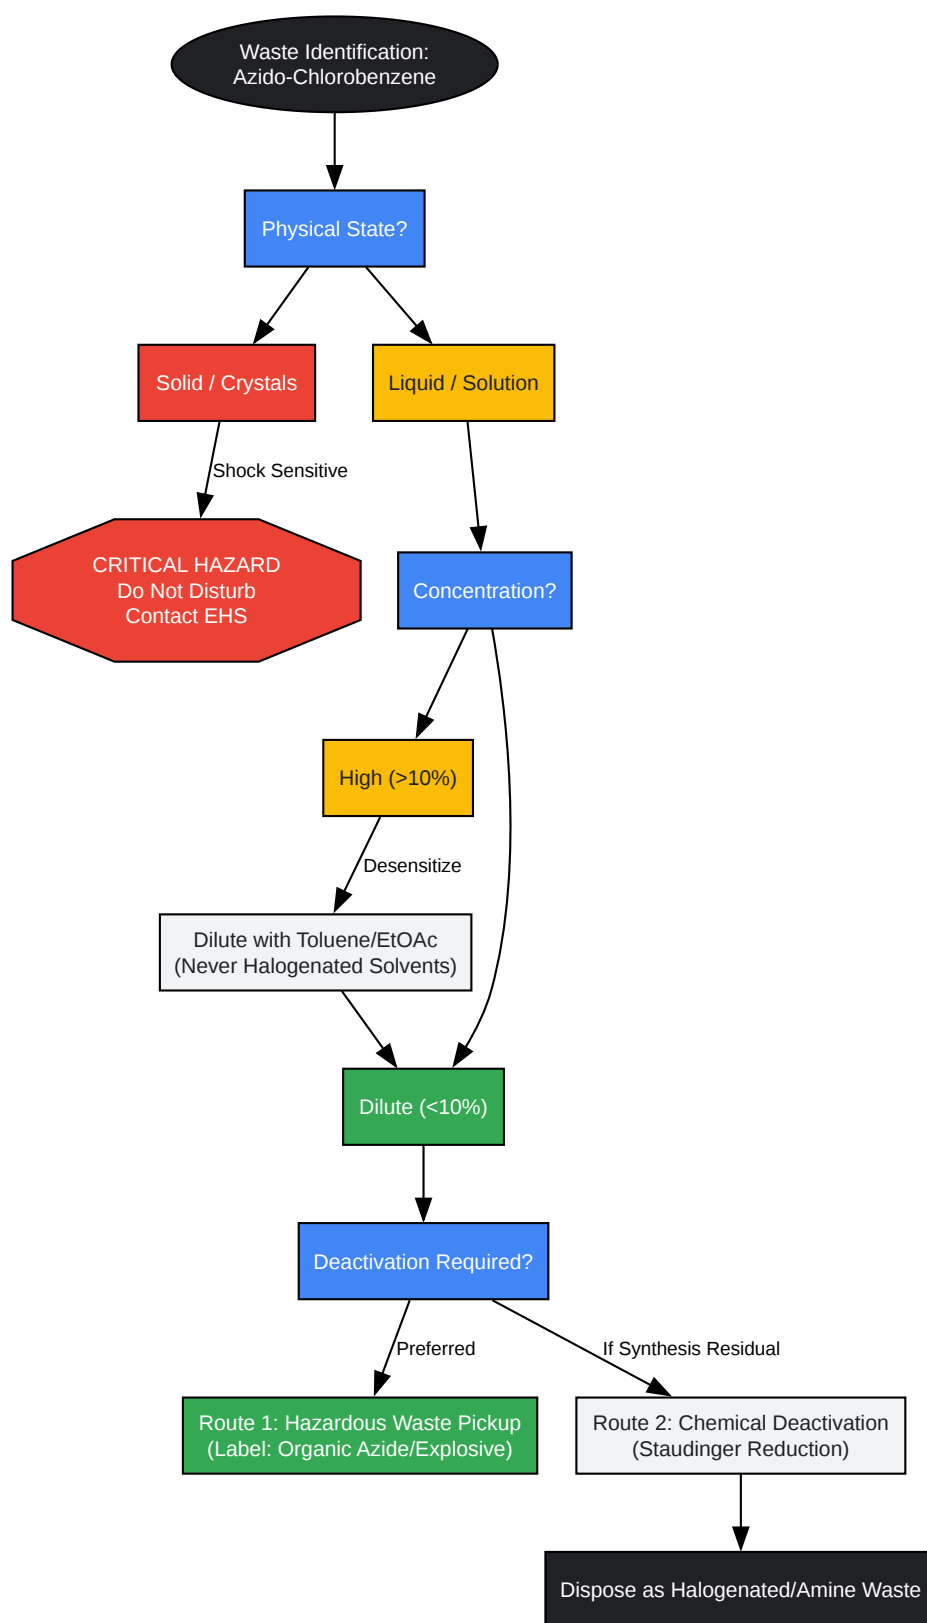 Waste Identification:
Azido-Chlorobenzene
Physical State?
Solid / Crystals
Liquid / Solution
Shock Sensitive
CRITICAL HAZARD
Do Not Disturb
Contact EHS
Concentration?
High (>10%)
Desensitize
Dilute with Toluene/EtOAc
(Never Halogenated Solvents)
Dilute (<10%)
Deactivation Required?
Preferred
If Synthesis Residual
Route 1: Hazardous Waste Pickup
(Label: Organic Azide/Explosive)
Route 2: Chemical Deactivation
(Staudinger Reduction)
Dispose as Halogenated/Amine Waste